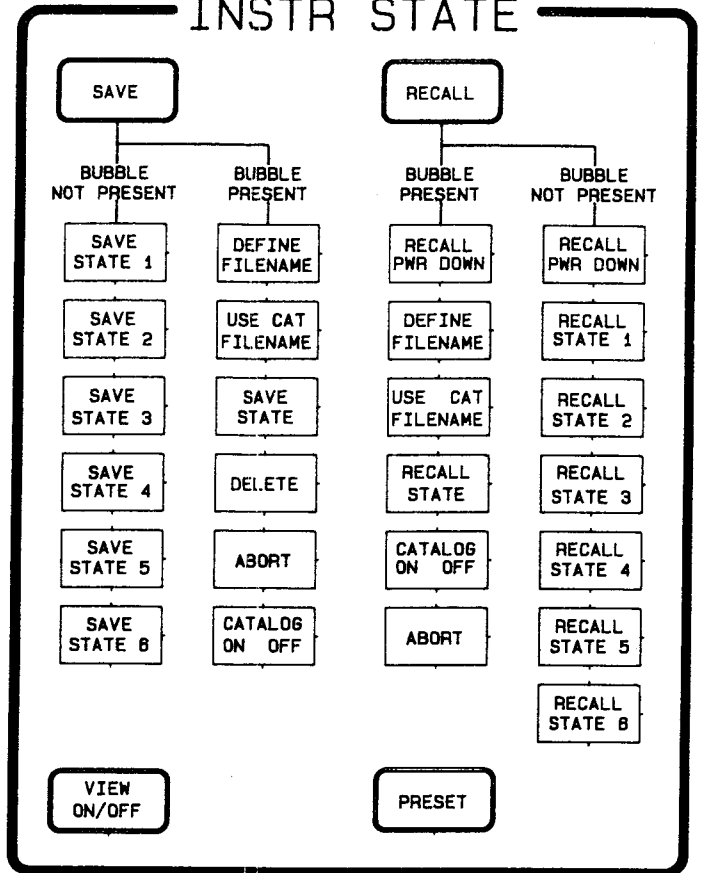 INSTR STATE
SAVE
BUBBLE
NOT PRESENT
SAVE
STATE 1
SAVE
STATE 2
SAVE
STATE 3
SAVE
STATE 4
SAVE
STATE 5
SAVE
STATE 6
BUBBLE
PRESENT
DEFINE
FILENAME
USE CAT
FILENAME
SAVE
STATE
DELETE
ABORT
CATALOG
ON OFF
RECALL
BUBBLE
PRESENT
RECALL
PWR DOWN
DEFINE
FILENAME
USE CAT
FILENAME
RECALL
STATE
CATALOG
ON OFF
ABORT
BUBBLE
NOT PRESENT
RECALL
PWR DOWN
RECALL
STATE 1
RECALL
STATE 2
RECALL
STATE 3
RECALL
STATE 4
RECALL
STATE 5
RECALL
STATE 6
VIEW
ON/OFF
PRESET